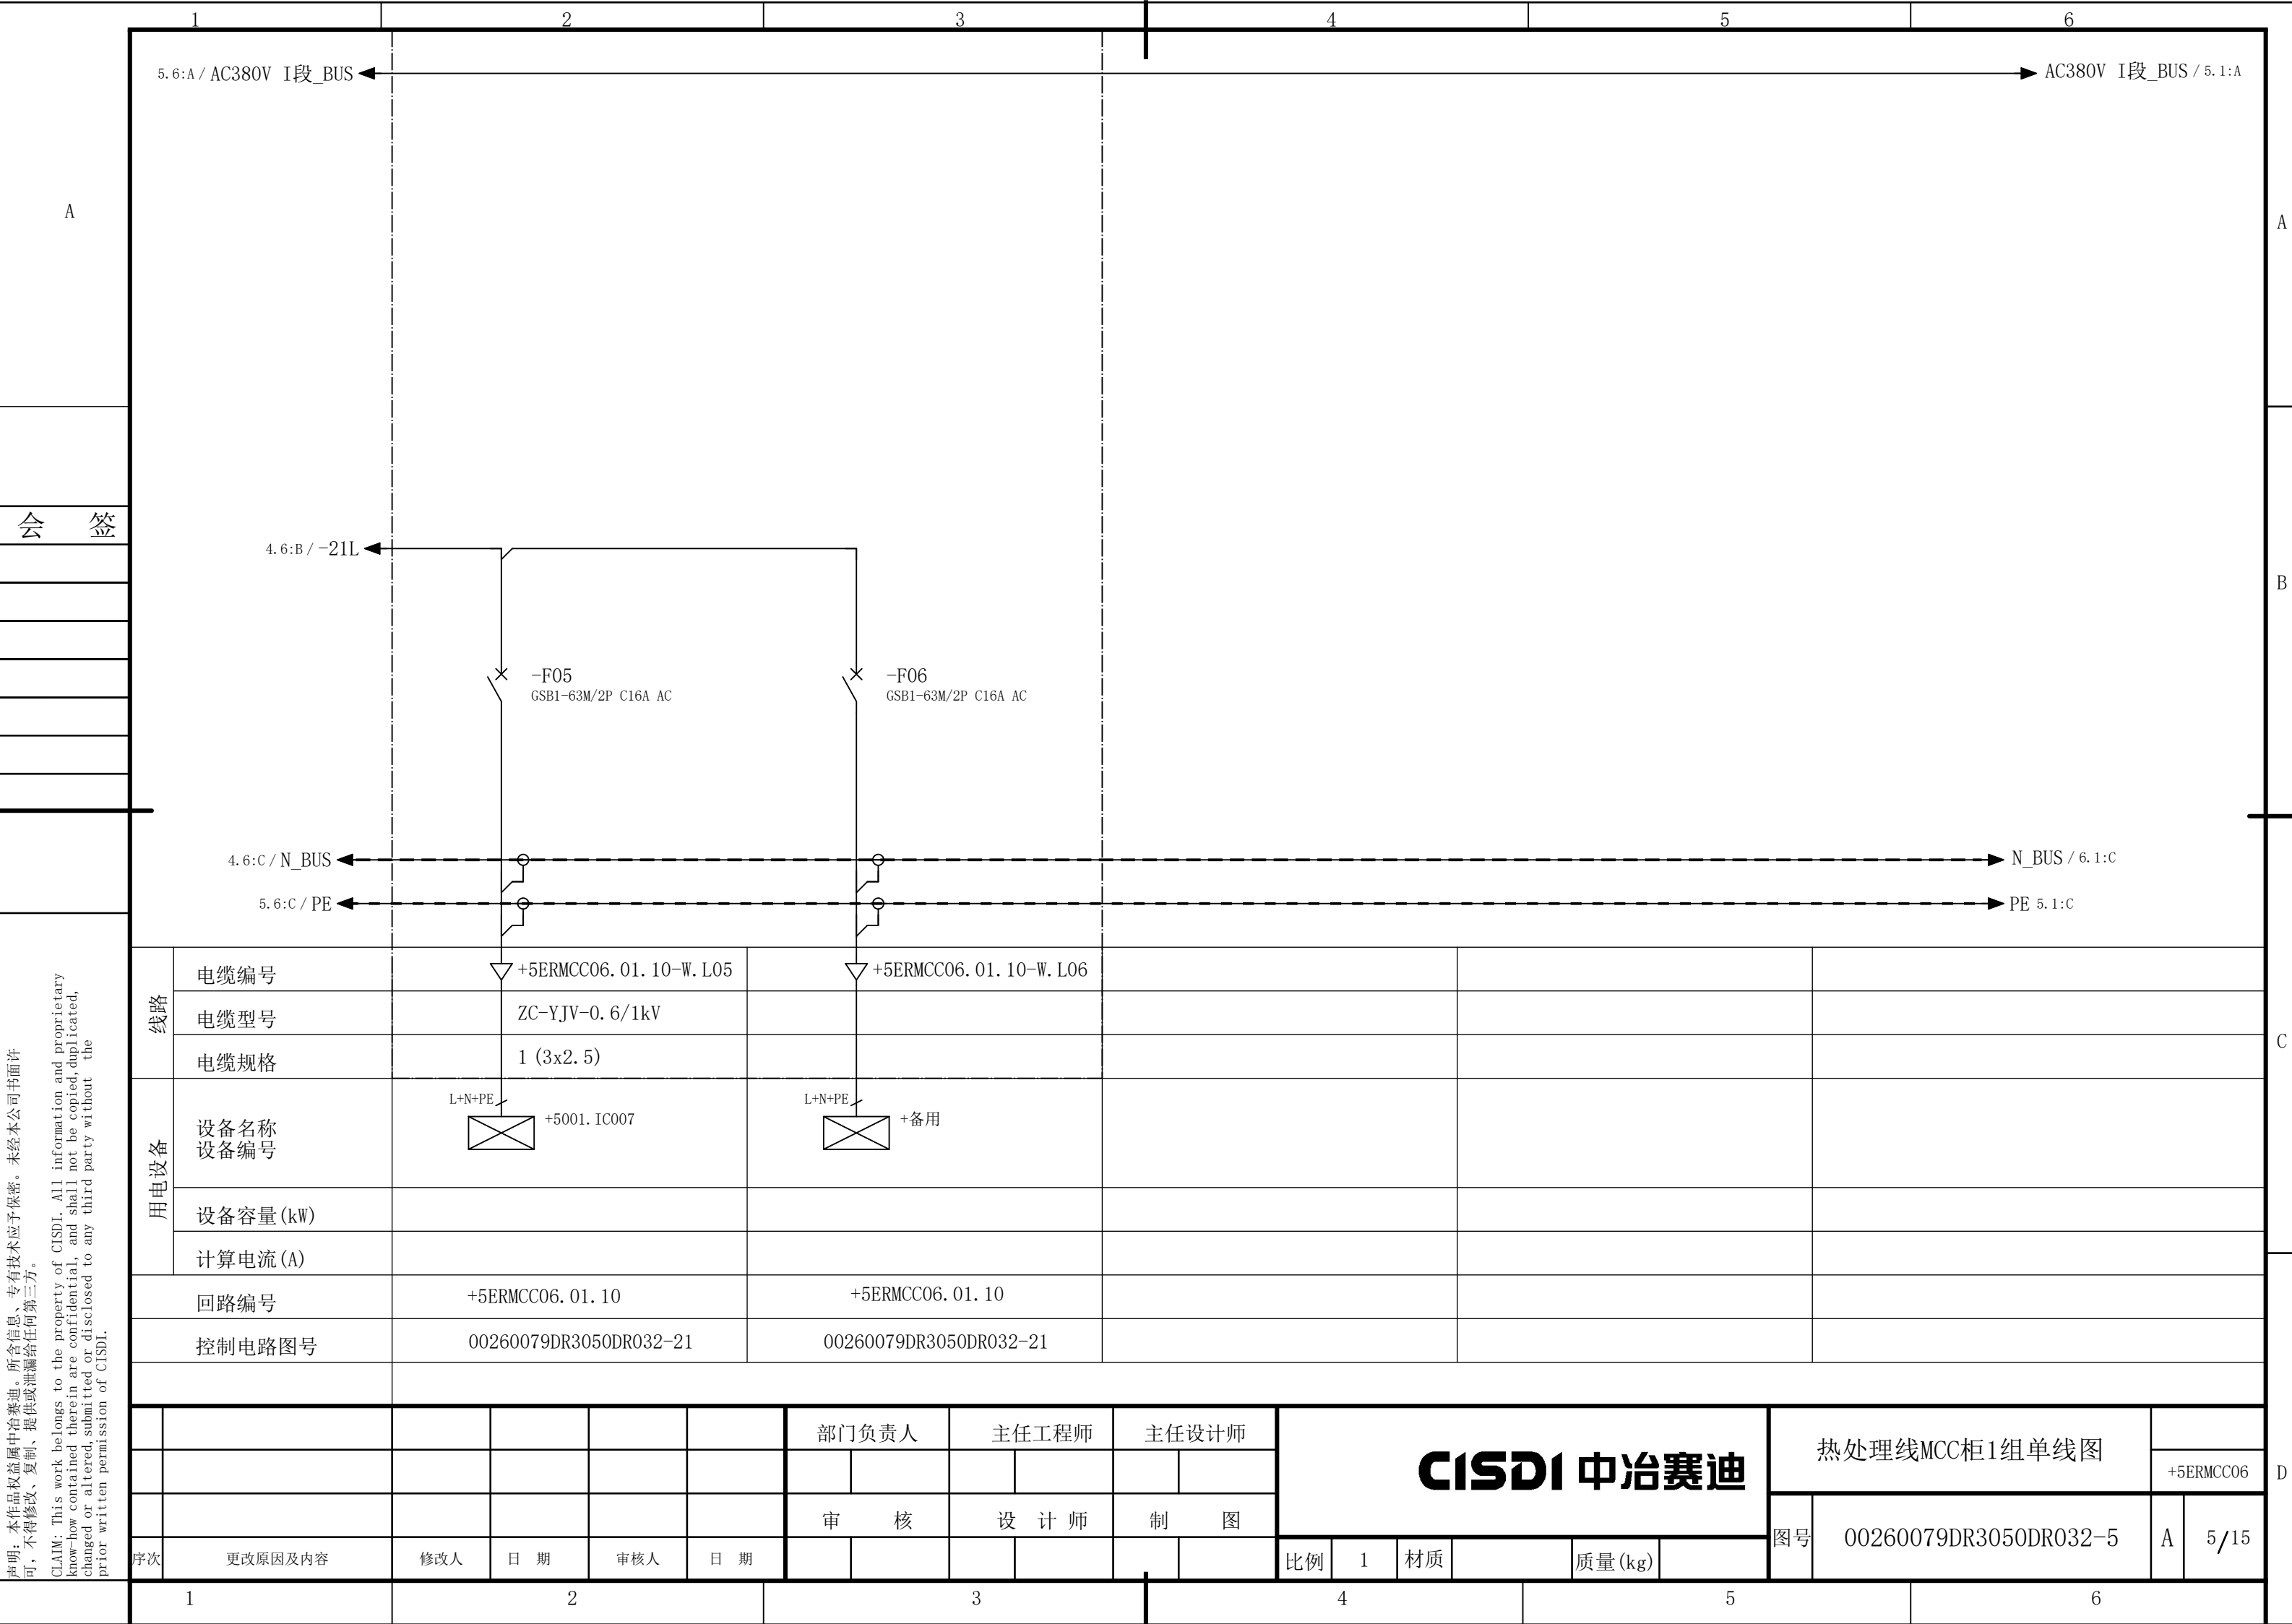 1 2 3 4 5 6
5.6:A / AC380V I段_BUS
AC380V I段_BUS / 5.1:A
A
A
会 签
4.6:B / -21L
B
-F05
GSB1-63M/2P C16A AC
-F06
GSB1-63M/2P C16A AC
4.6:C / N_BUS
N_BUS / 6.1:C
5.6:C / PE
PE 5.1:C
线路
电缆编号 +5ERMCC06.01.10-W.L05 +5ERMCC06.01.10-W.L06
电缆型号 ZC-YJV-0.6/1kV
电缆规格 1(3x2.5)
C
用电设备
L+N+PE L+N+PE
设备名称 +5001.IC007 +备用
设备编号
设备容量(kW)
计算电流(A)
回路编号 +5ERMCC06.01.10 +5ERMCC06.01.10
控制电路图号 00260079DR3050DR032-21 00260079DR3050DR032-21
声明: 本作品权益属中冶赛迪。所含信息、专有技术应予保密。未经本公司书面许
可, 不得修改、复制、提供或泄漏给任何第三方。
CLAIM: This work belongs to the property of CISDI. All information and proprietary
know-how contained therein are confidential, and shall not be copied,duplicated,
changed or altered,submitted or disclosed to any third party without the
prior written permission of CISDI.
部门负责人 主任工程师 主任设计师
审 核 设 计 师 制 图
序次 更改原因及内容 修改人 日 期 审核人 日 期
CISDI 中冶赛迪
比例 1 材质 质量(kg)
热处理线MCC柜1组单线图
+5ERMCC06
D
图号 00260079DR3050DR032-5 A 5/15
1 2 3 4 5 6